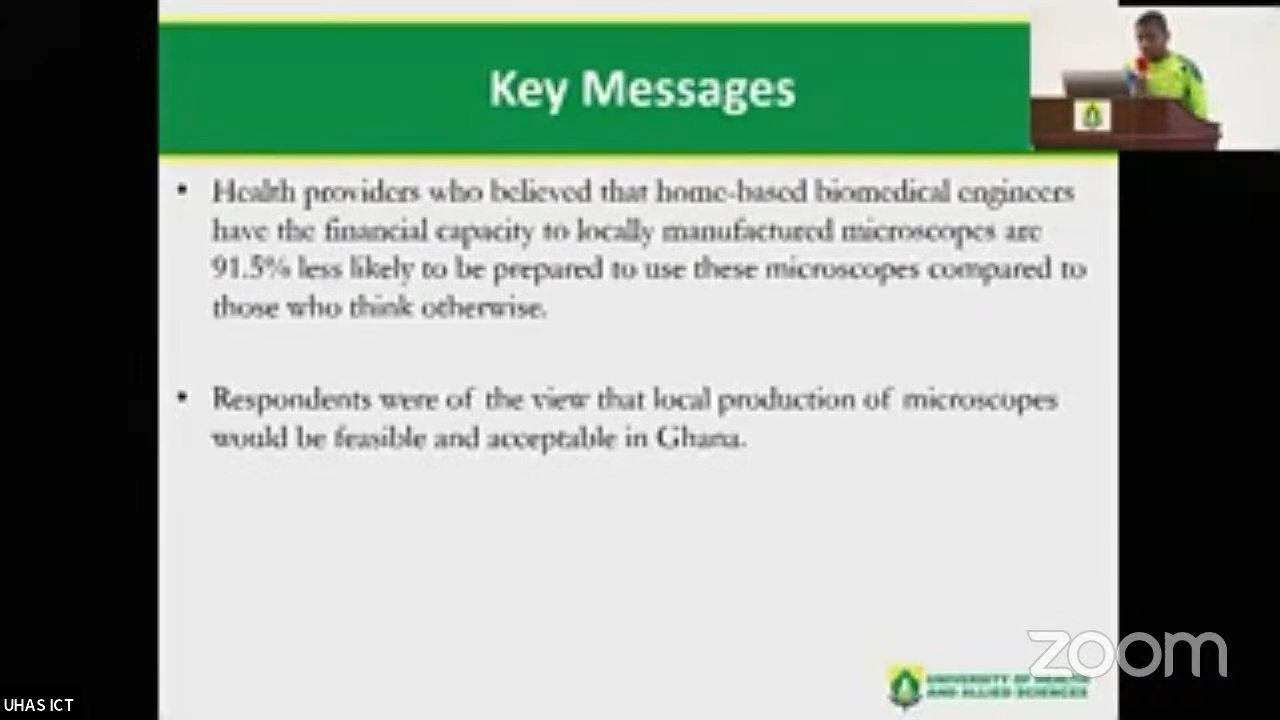 Key Messages
• Health providers who believed that home-based biomedical engineers
have the financial capacity to locally manufactured microscopes are
91.5% less likely to be prepared to use these microscopes compared to
those who think otherwise.
• Respondents were of the view that local production of microscopes
would be feasible and acceptable in Ghana.
zoom
UNIVERSITY OF HEALTH
AND ALLIED SCIENCES
UHAS ICT